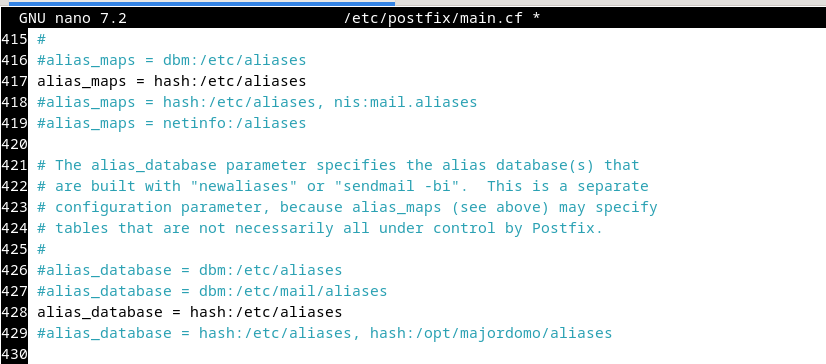 GNU nano 7.2 /etc/postfix/main.cf *
415 #
416 #alias_maps = dbm:/etc/aliases
417 alias_maps = hash:/etc/aliases
418 #alias_maps = hash:/etc/aliases, nis:mail.aliases
419 #alias_maps = netinfo:/aliases
420
421 # The alias_database parameter specifies the alias database(s) that
422 # are built with "newaliases" or "sendmail -bi".  This is a separate
423 # configuration parameter, because alias_maps (see above) may specify
424 # tables that are not necessarily all under control by Postfix.
425 #
426 #alias_database = dbm:/etc/aliases
427 #alias_database = dbm:/etc/mail/aliases
428 alias_database = hash:/etc/aliases
429 #alias_database = hash:/etc/aliases, hash:/opt/majordomo/aliases
430